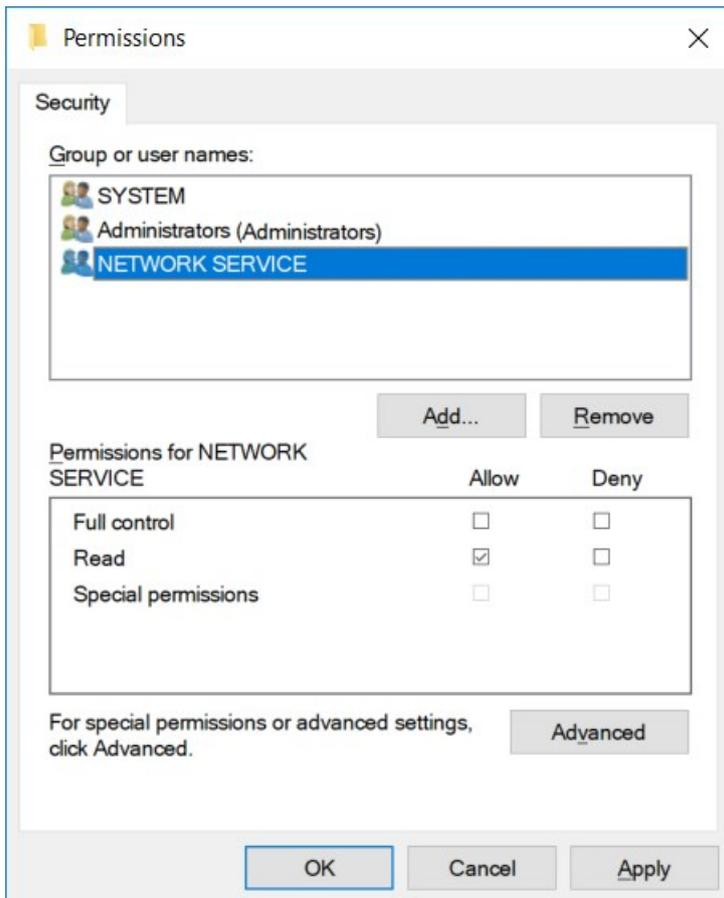 Permissions
Security
Group or user names:
SYSTEM
Administrators (Administrators)
NETWORK SERVICE
Add...
Remove
Permissions for NETWORK
SERVICE
Allow
Deny
Full control
Read
Special permissions
For special permissions or advanced settings,
click Advanced.
Advanced
OK
Cancel
Apply